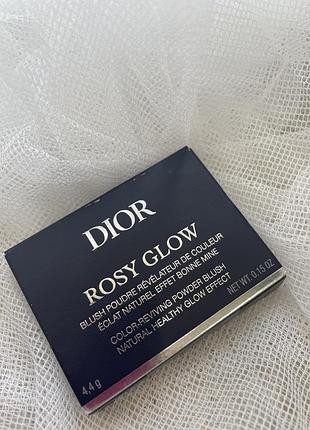 DIOR
ROSY GLOW
BLUSH POUDRE RÉVÉLATEUR DE COULEUR
ÉCLAT NATUREL EFFET BONNE MINE
COLOR-REVIVING POWDER BLUSH
NATURAL HEALTHY GLOW EFFECT
4,4 g
NET WT. 0.15 OZ